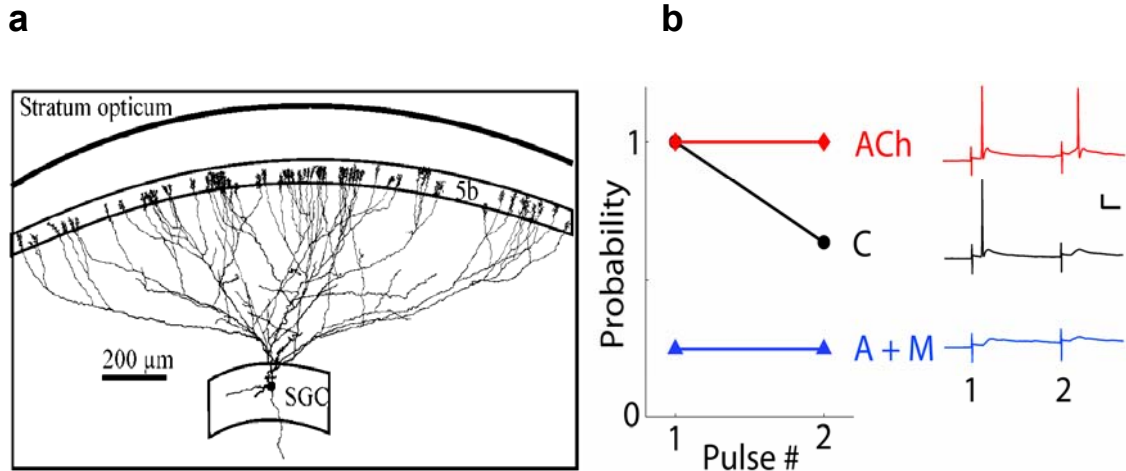 a
b
Stratum opticum
5b
200 µm
SGC
Probability
1
0
1
2
Pulse #
ACh
C
A + M
1
2